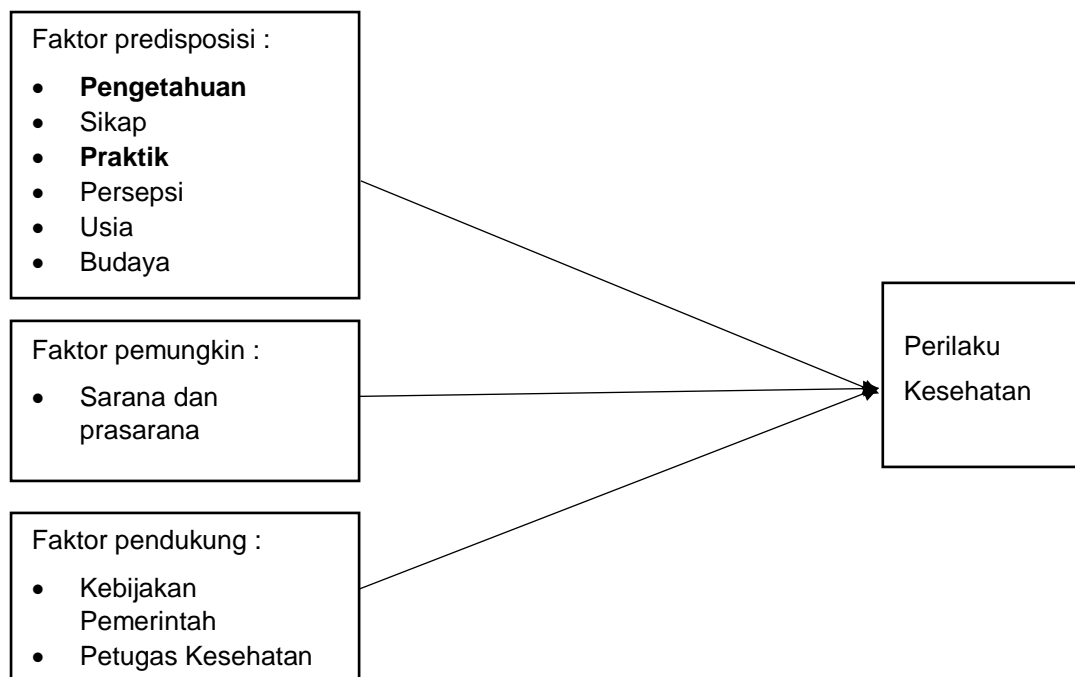 Faktor predisposisi :
• Pengetahuan
• Sikap
• Praktik
• Persepsi
• Usia
• Budaya
Faktor pemungkin :
• Sarana dan
prasarana
Faktor pendukung :
• Kebijakan
Pemerintah
• Petugas Kesehatan
Perilaku
Kesehatan